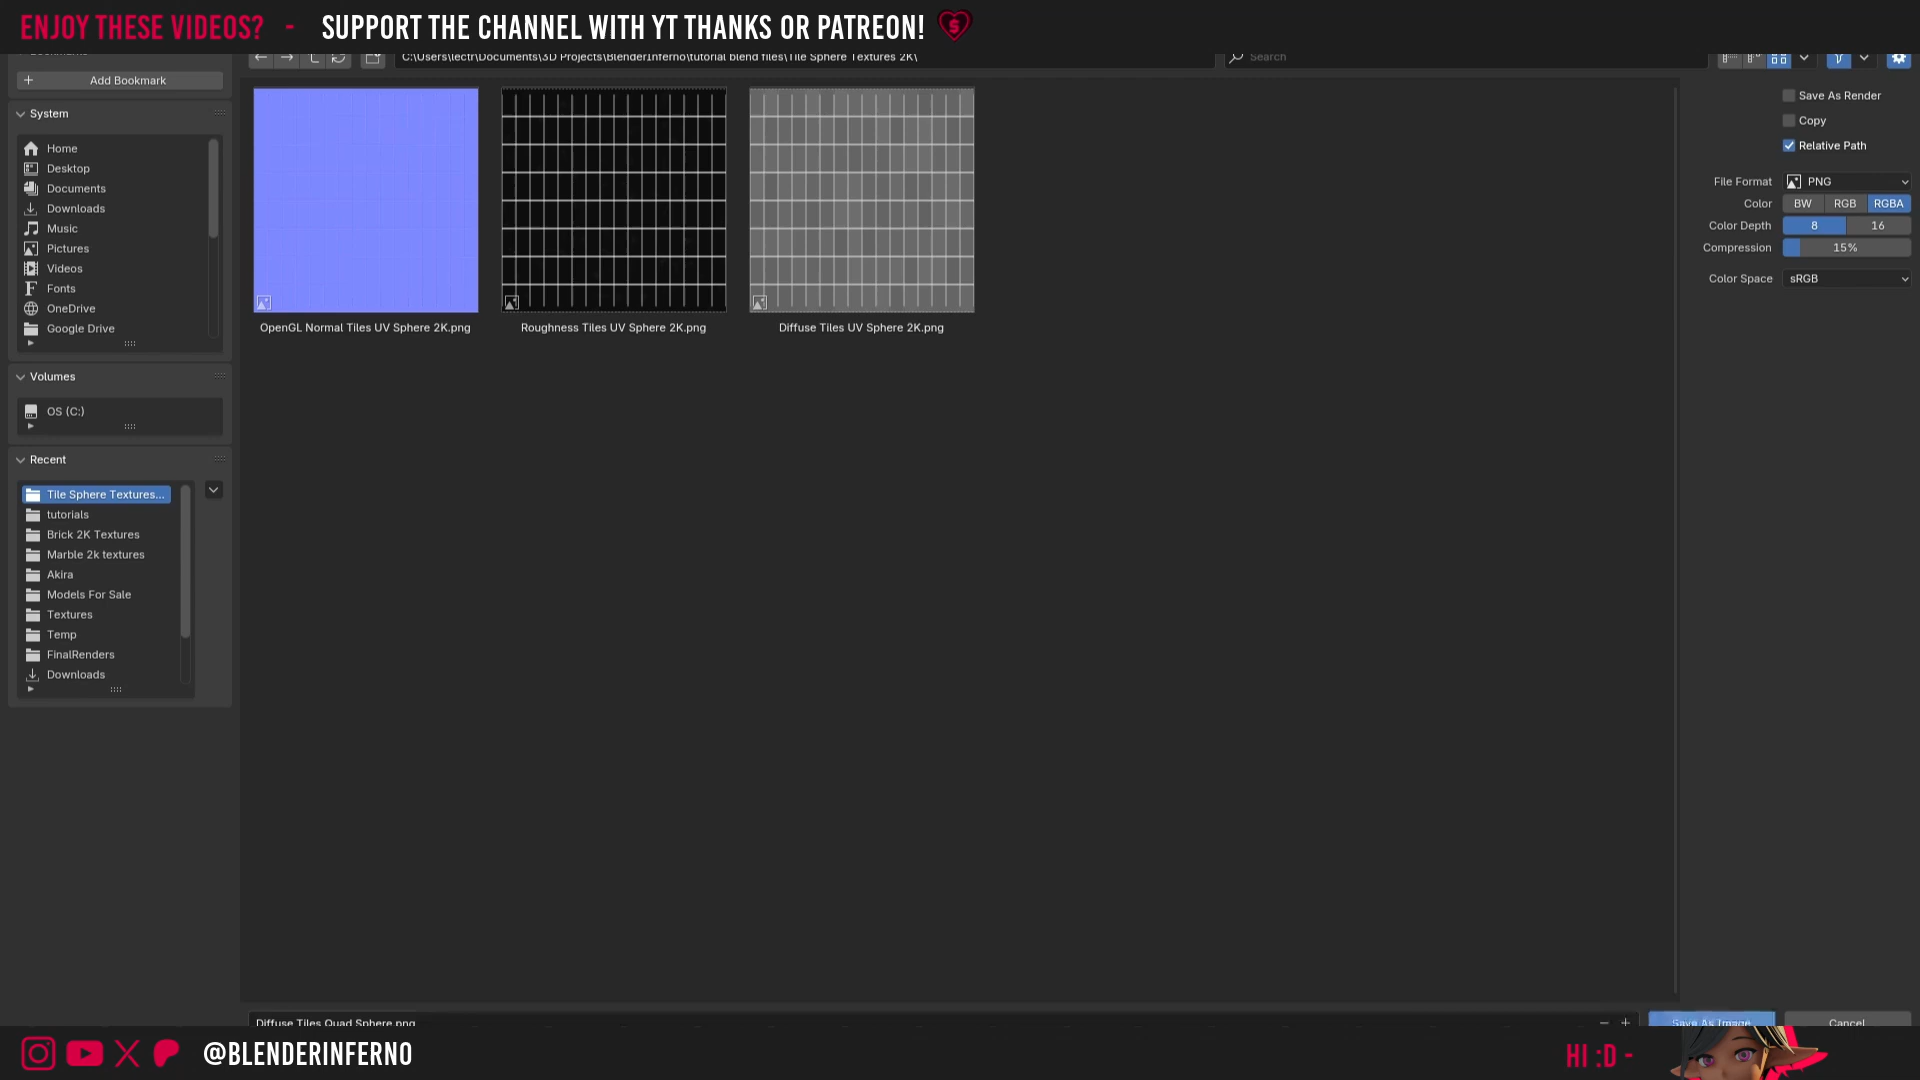 ENJOY THESE VIDEOS? - SUPPORT THE CHANNEL WITH YT THANKS OR PATREON!
C:\Users\lectr\Documents\3D Projects\BlenderInferno\tutorial blend files\Tile Sphere Textures 2K\
Search
Add Bookmark
System
Home
Desktop
Documents
Downloads
Music
Pictures
Videos
Fonts
OneDrive
Google Drive
Volumes
OS (C:)
Recent
Tile Sphere Textures...
tutorials
Brick 2K Textures
Marble 2k textures
Akira
Models For Sale
Textures
Temp
FinalRenders
Downloads
OpenGL Normal Tiles UV Sphere 2K.png
Roughness Tiles UV Sphere 2K.png
Diffuse Tiles UV Sphere 2K.png
Save As Render
Copy
Relative Path
File Format PNG
Color BW RGB RGBA
Color Depth 8 16
Compression 15%
Color Space sRGB
Diffuse Tiles Quad Sphere.png
Save As Image
Cancel
@BLENDERINFERNO
HI :D -